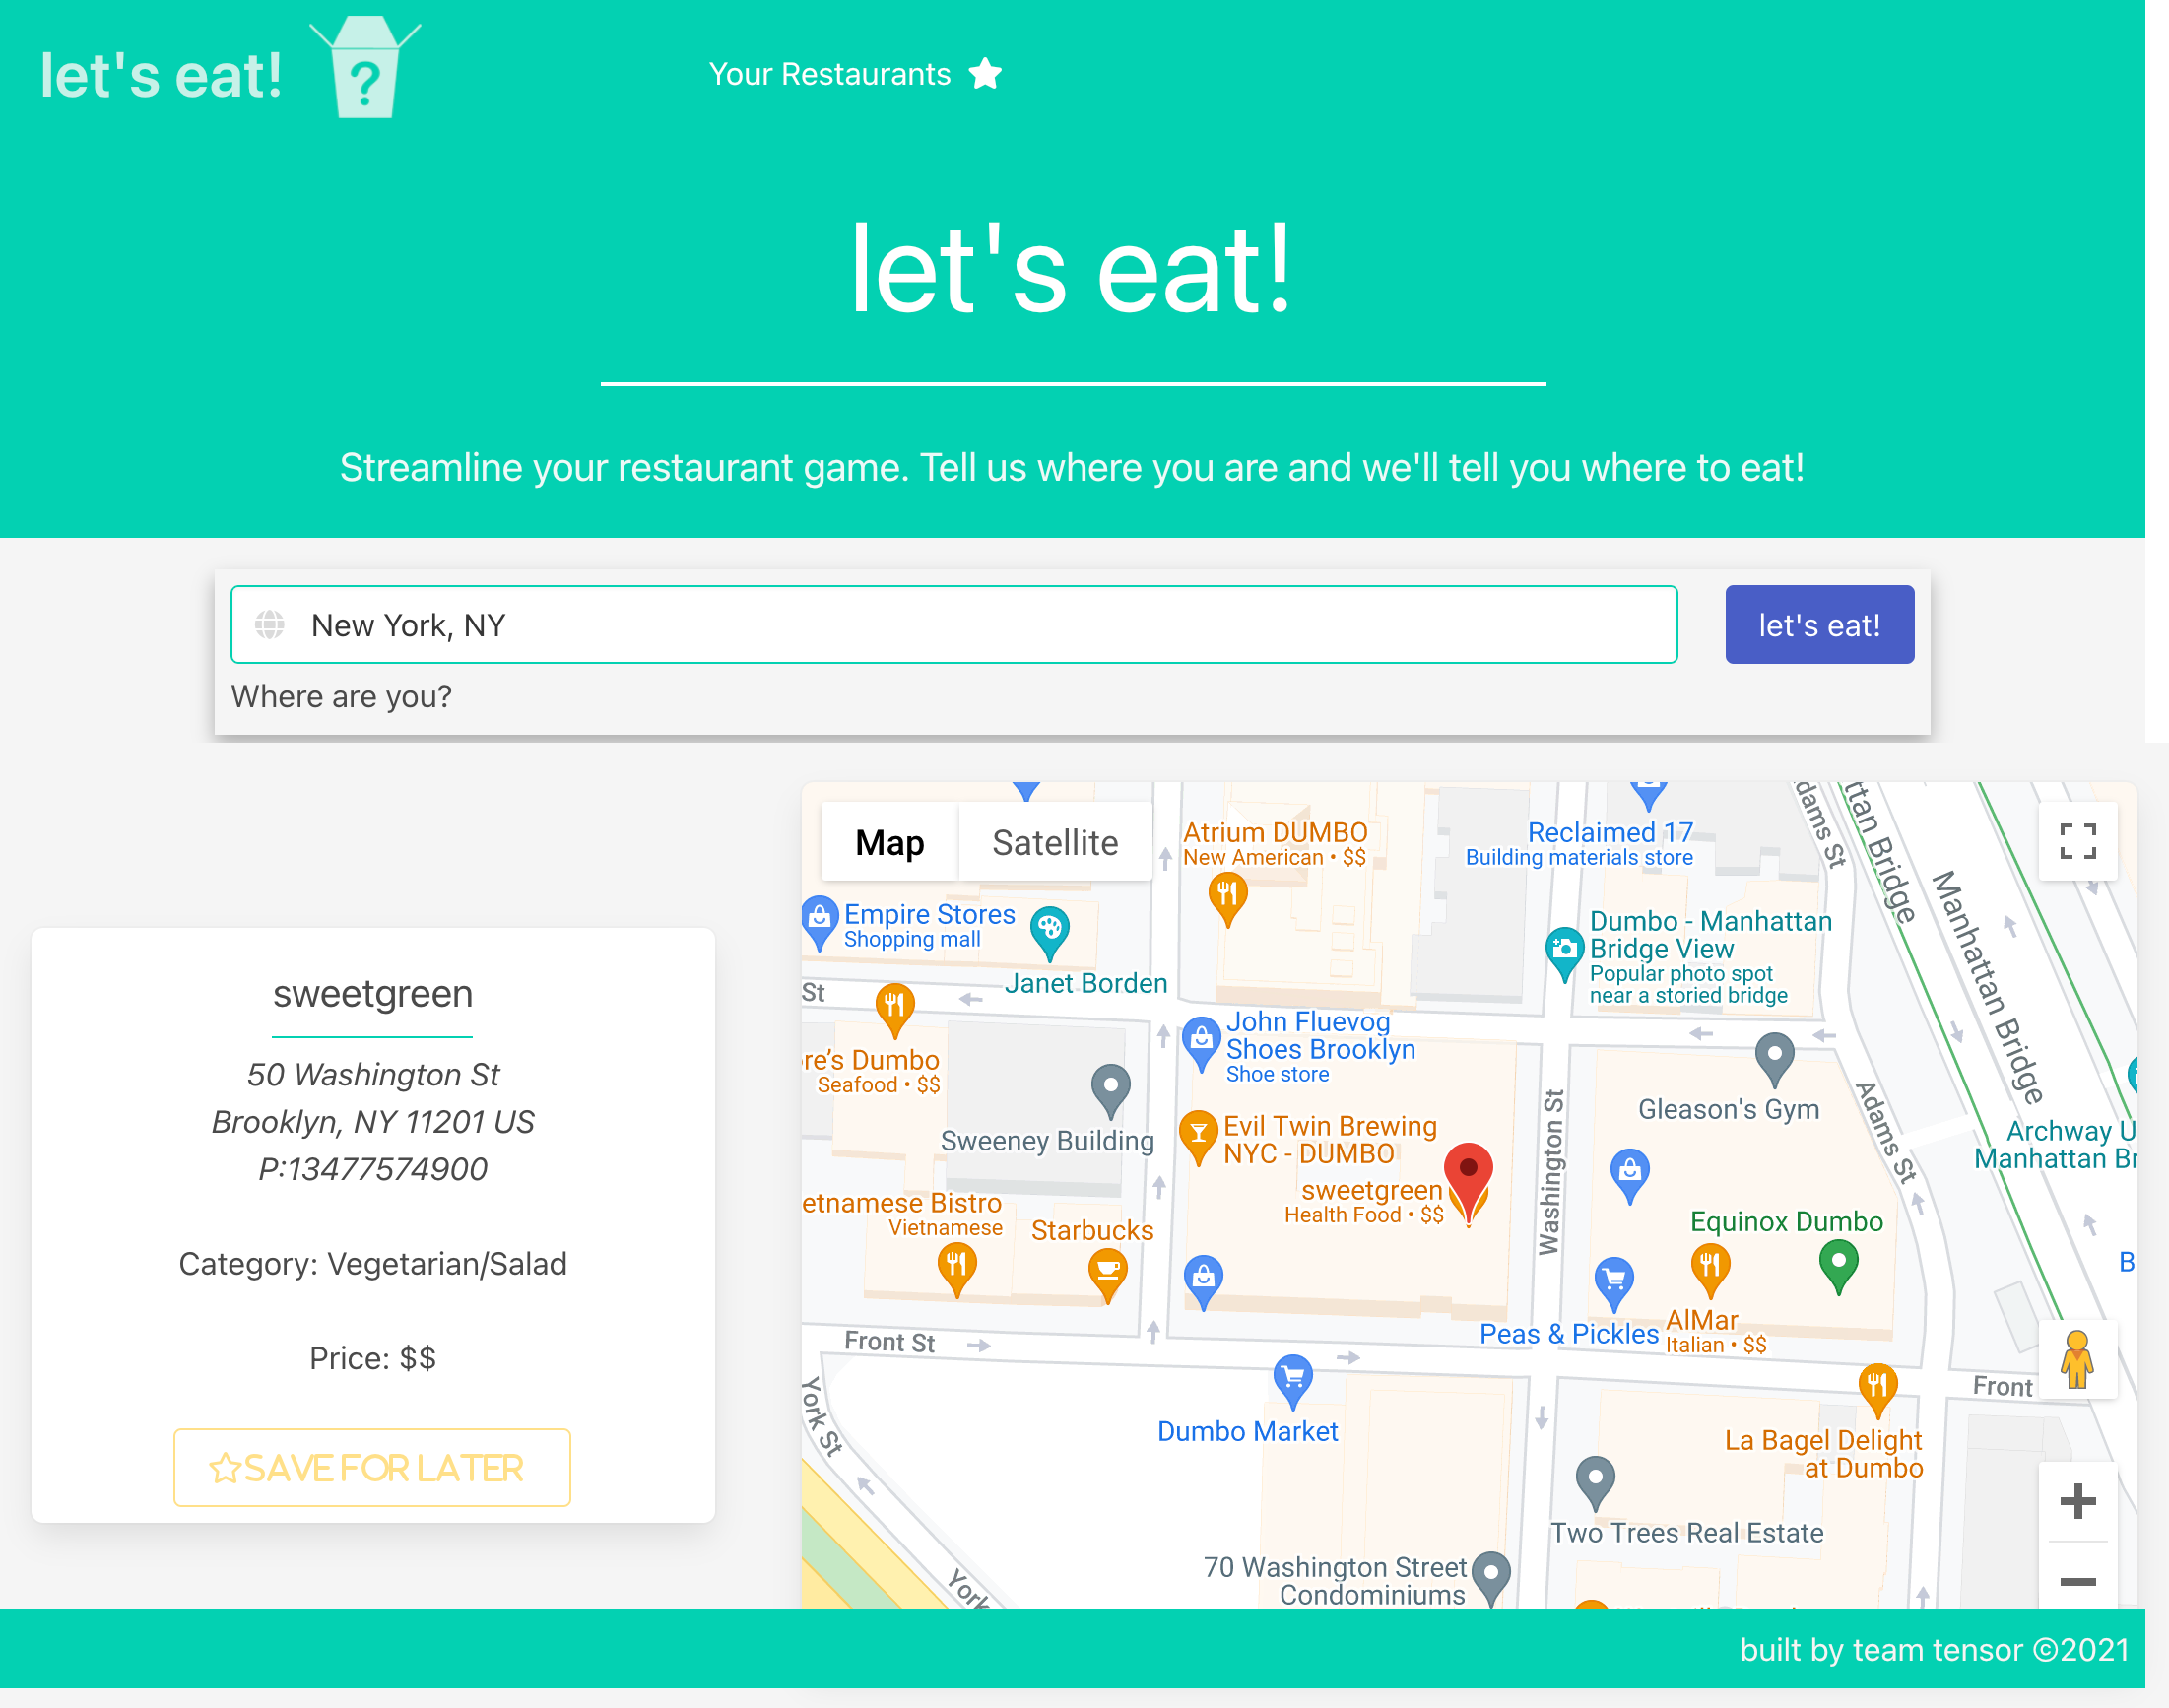 let's eat!
?
Your Restaurants
let's eat!
Streamline your restaurant game. Tell us where you are and we'll tell you where to eat!
New York, NY
let's eat!
Where are you?
sweetgreen
50 Washington St
Brooklyn, NY 11201 US
P:13477574900
Category: Vegetarian/Salad
Price: $$
SAVE FOR LATER
Map
Satellite
Atrium DUMBO
New American • $$
Reclaimed 17
Building materials store
dams St
ttan Bridge
Manhattan Bridge
Empire Stores
Shopping mall
Janet Borden
Dumbo - Manhattan
Bridge View
Popular photo spot
near a storied bridge
St
John Fluevog
Shoes Brooklyn
Shoe store
re's Dumbo
Seafood • $$
Sweeney Building
Evil Twin Brewing
NYC - DUMBO
sweetgreen
Health Food • $$
Washington St
Gleason's Gym
Adams St
Archway U
Manhattan Br
etnamese Bistro
Vietnamese
Starbucks
Equinox Dumbo
B
AlMar
Italian • $$
Peas & Pickles
Front St
Front
York St
Dumbo Market
La Bagel Delight
at Dumbo
Two Trees Real Estate
70 Washington Street
Condominiums
York
built by team tensor ©2021